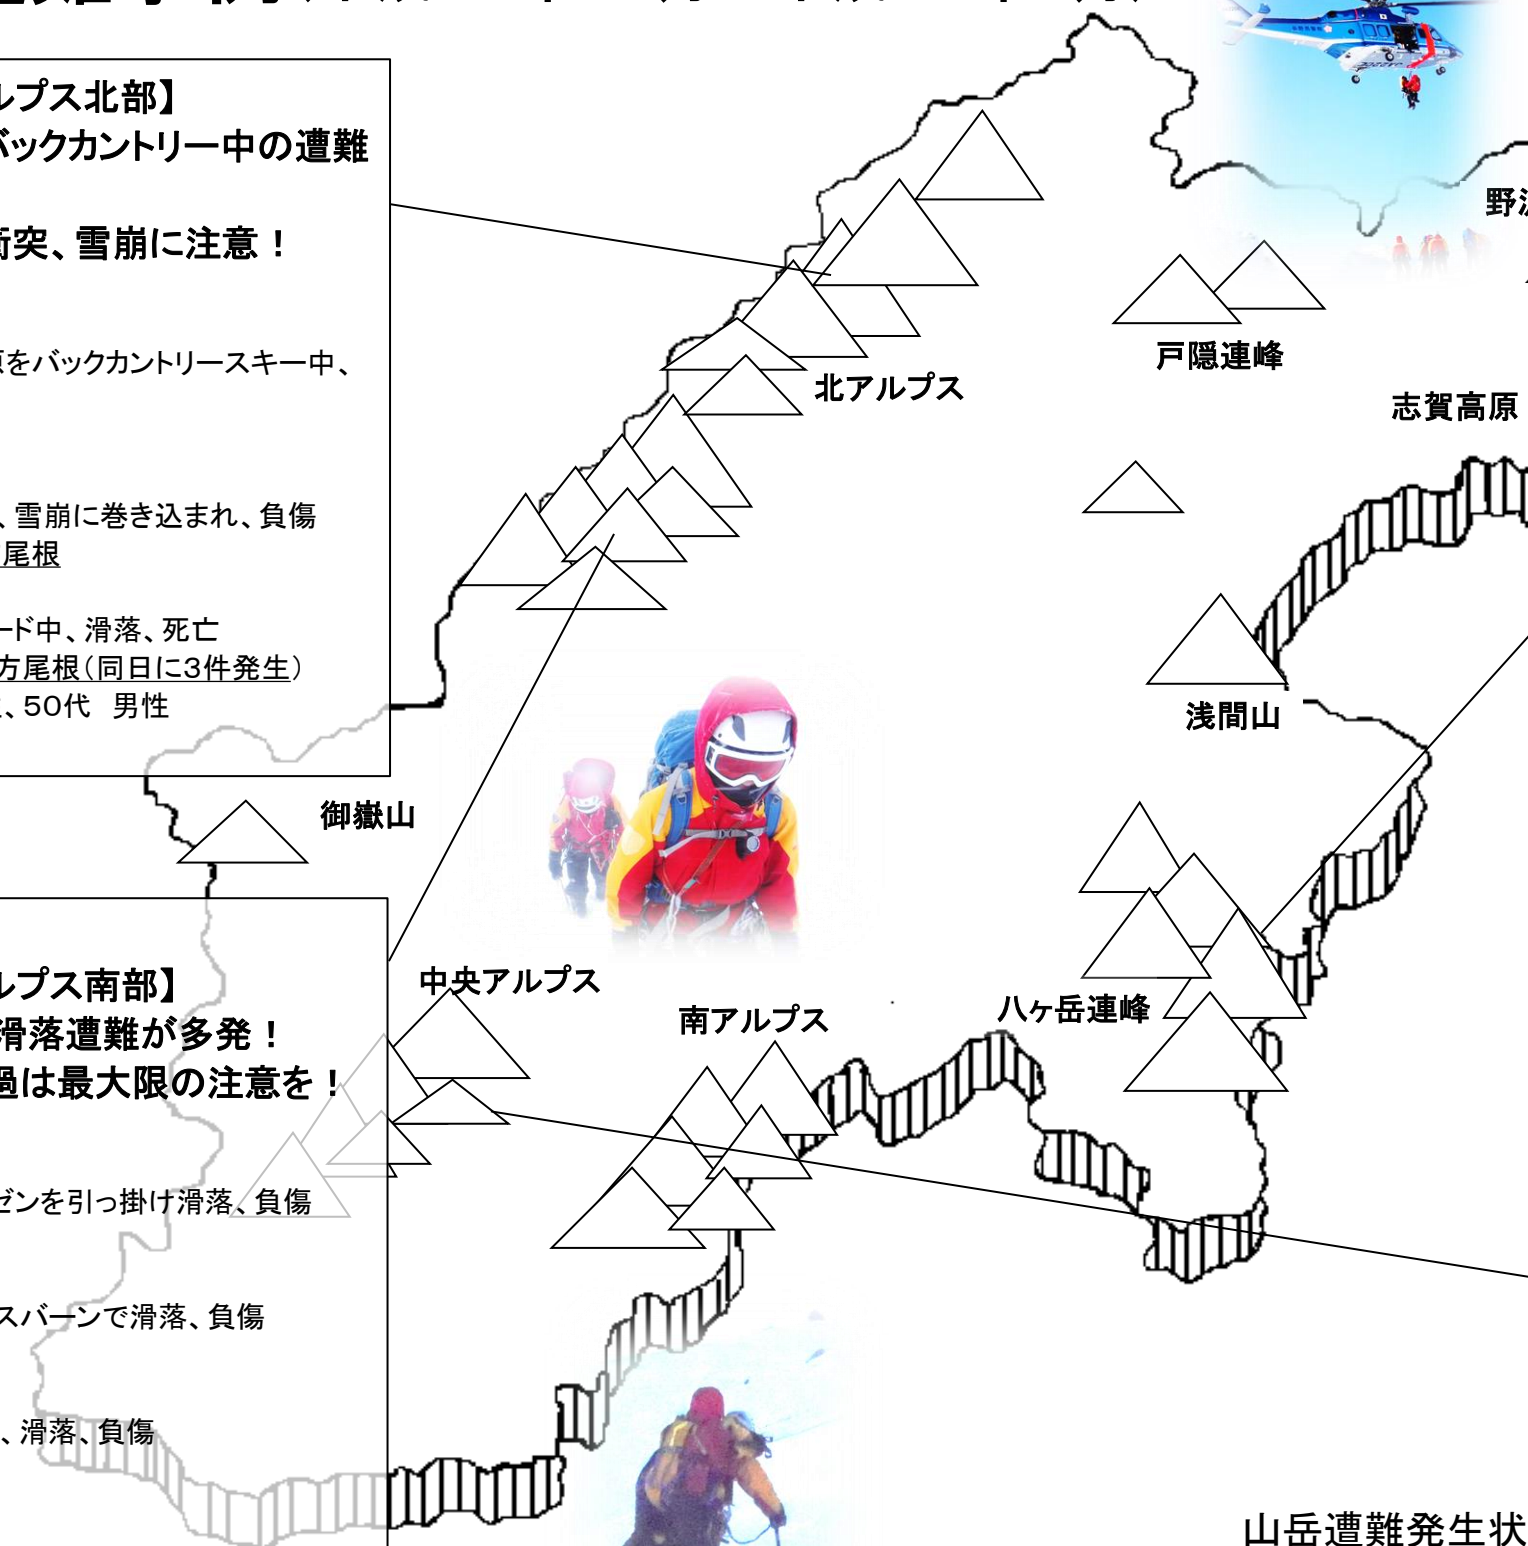 ルプス北部】
バックカントリー中の遭難
衝突、雪崩に注意！
原をバックカントリースキー中、
、雪崩に巻き込まれ、負傷
尾根
ード中、滑落、死亡
方尾根（同日に3件発生）
、50代　男性
ルプス南部】
滑落遭難が多発！
過は最大限の注意を！
ゼンを引っ掛け滑落、負傷
スバーンで滑落、負傷
、滑落、負傷
野沢
戸隠連峰
北アルプス
志賀高原
浅間山
御嶽山
中央アルプス
南アルプス
八ヶ岳連峰
山岳遭難発生状